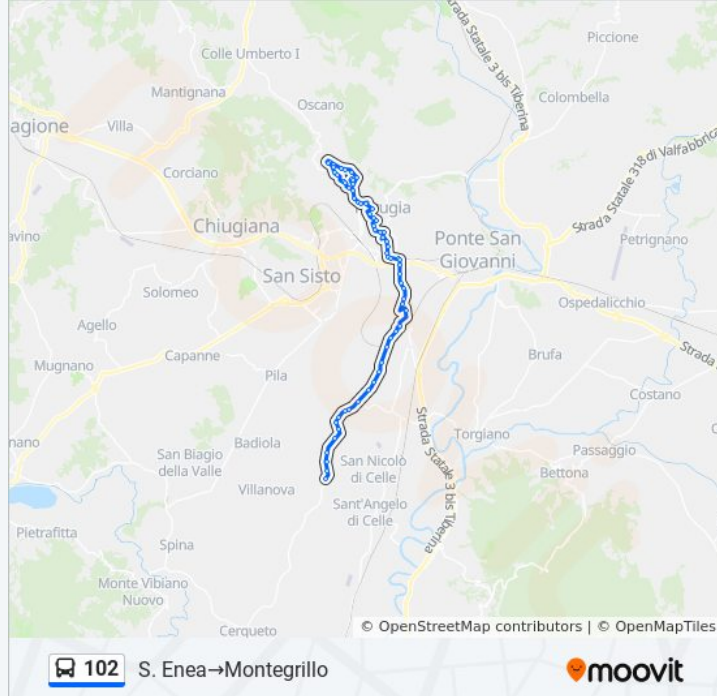 Strada Statale 3 bis Tiberina
Piccione
Colle Umberto I
Mantignana
Colombella
Oscano
agione
Villa
Strada Statale 318 di Valfabbrica
Corciano
ugia
Chiugiana
Ponte San
Giovanni
Petrignano
avino
San Sisto
Solomeo
Ospedalicchio
Agello
Strada
Capanne
Brufa
Mugnano
Pila
Costano
Strada Statale 3 bis Tiberina
nano
Badiola
Torgiano
San Biagio
della Valle
Passaggio
San Nicolo
di Celle
Bettona
Villanova
Sant'Angelo
di Celle
Pietrafitta
Spina
Monte Vibiano
Nuovo
Cerqueto
© OpenStreetMap contributors | © OpenMapTiles
102 S. Enea→Montegrillo
moovit